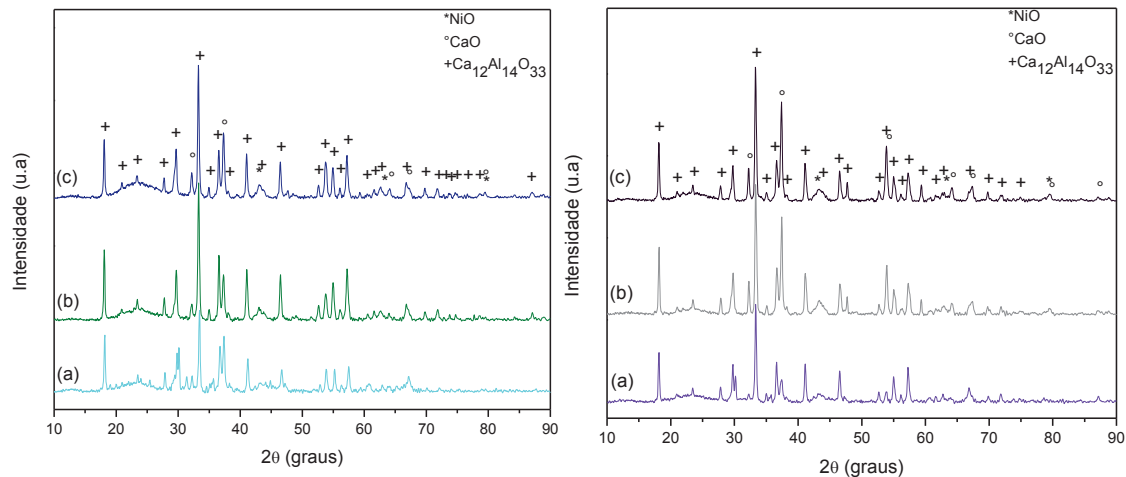 *NiO
°CaO
+Ca12Al14O33
(c)
(b)
(a)
Intensidade (u.a)
10 20 30 40 50 60 70 80 90
2θ (graus)
*NiO
°CaO
+Ca12Al14O33
(c)
(b)
(a)
Intensidade (u.a)
10 20 30 40 50 60 70 80 90
2θ (graus)